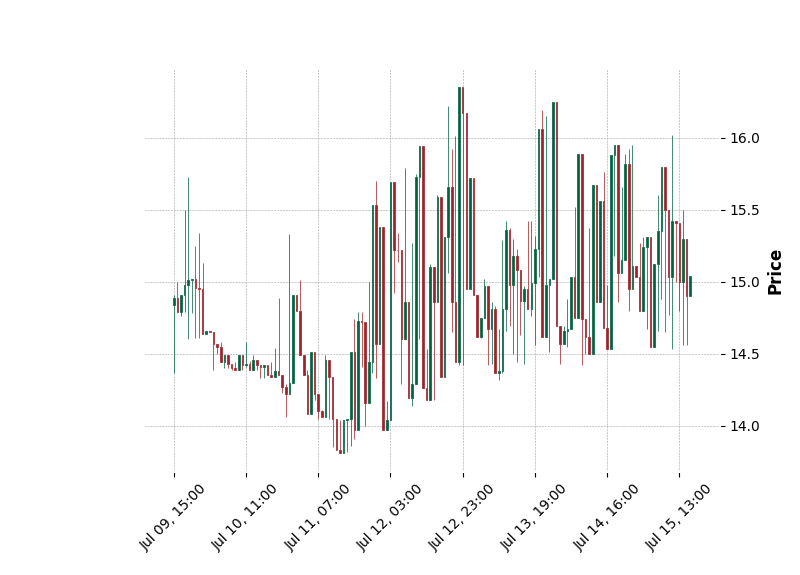 16.0
15.5
15.0
14.5
14.0
Price
Jul 09, 15:00
Jul 10, 11:00
Jul 11, 07:00
Jul 12, 03:00
Jul 12, 23:00
Jul 13, 19:00
Jul 14, 16:00
Jul 15, 13:00